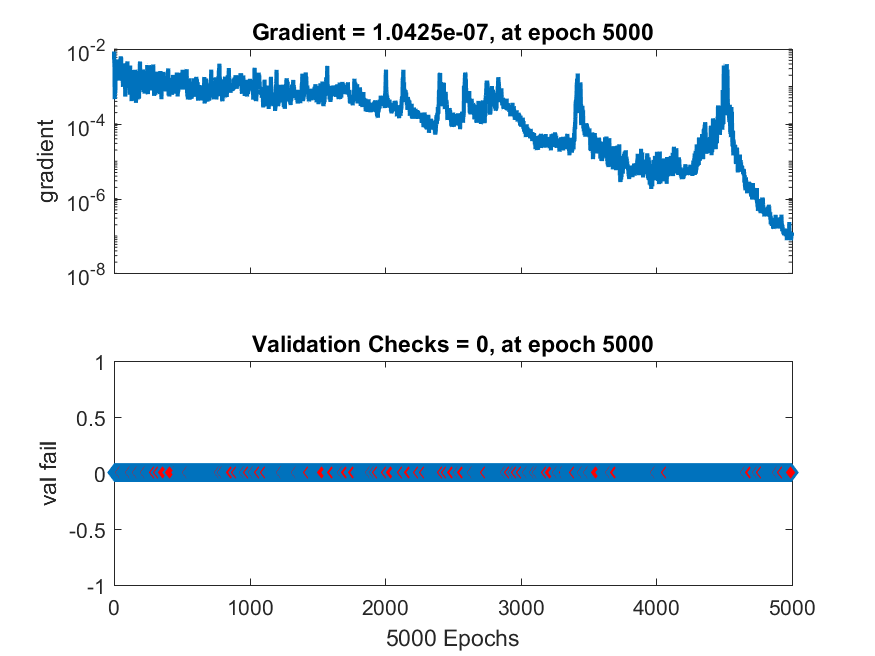 Gradient = 1.0425e-07, at epoch 5000
10^-2
10^-4
10^-6
10^-8
gradient
Validation Checks = 0, at epoch 5000
1
0.5
0
-0.5
-1
val fail
0 1000 2000 3000 4000 5000
5000 Epochs